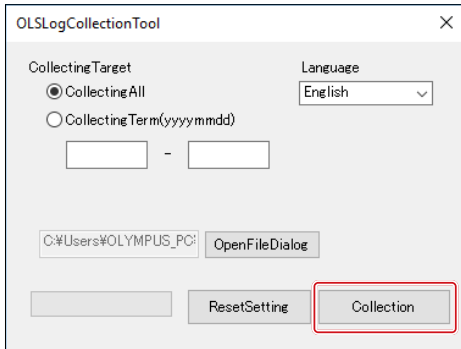 OLSLogCollectionTool
CollectingTarget
Language
CollectingAll
English
CollectingTerm(yyyymmdd)
-
C:¥Users¥OLYMPUS_PC¥
OpenFileDialog
ResetSetting
Collection